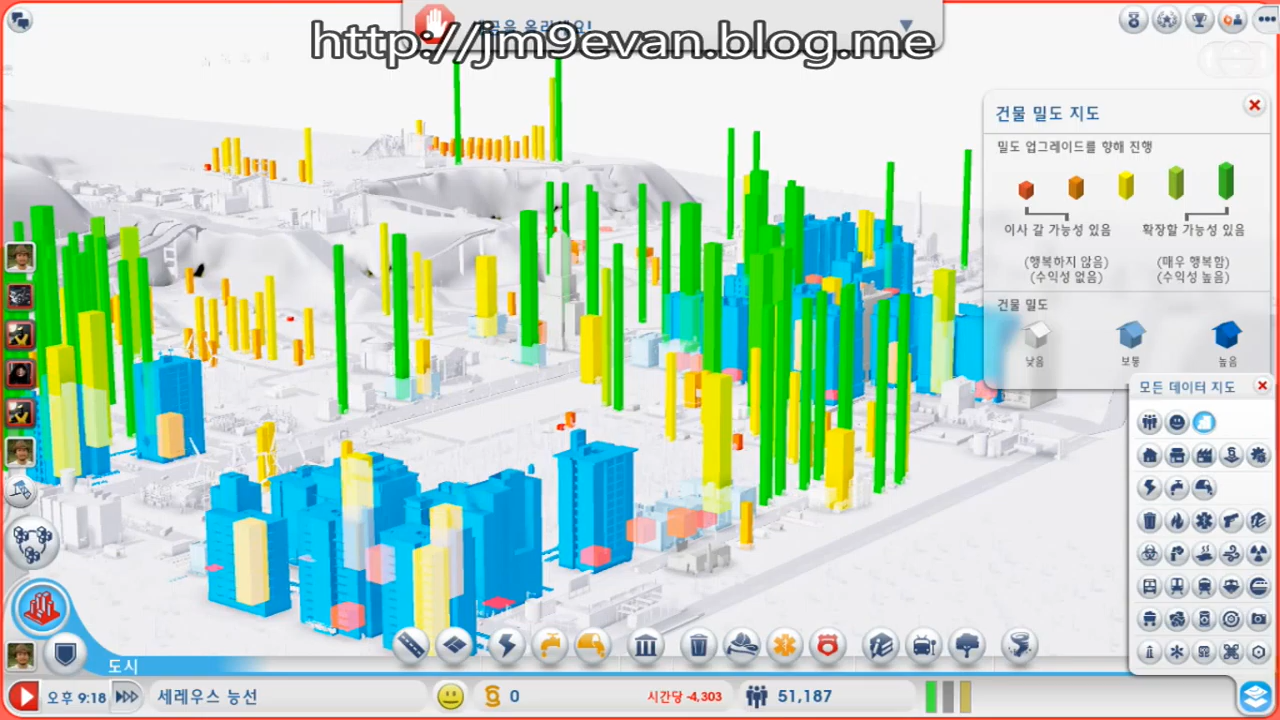 http://jm9evan.blog.me
건물 밀도 지도
밀도 업그레이드를 향해 진행
이사 갈 가능성 있음
확장할 가능성 있음
(행복하지 않음)
(수익성 없음)
(매우 행복함)
(수익성 높음)
건물 밀도
낮음
보통
높음
모든 데이터 지도
도시
오후 9:18
세레우스 능선
0
시간당 -4,303
51,187